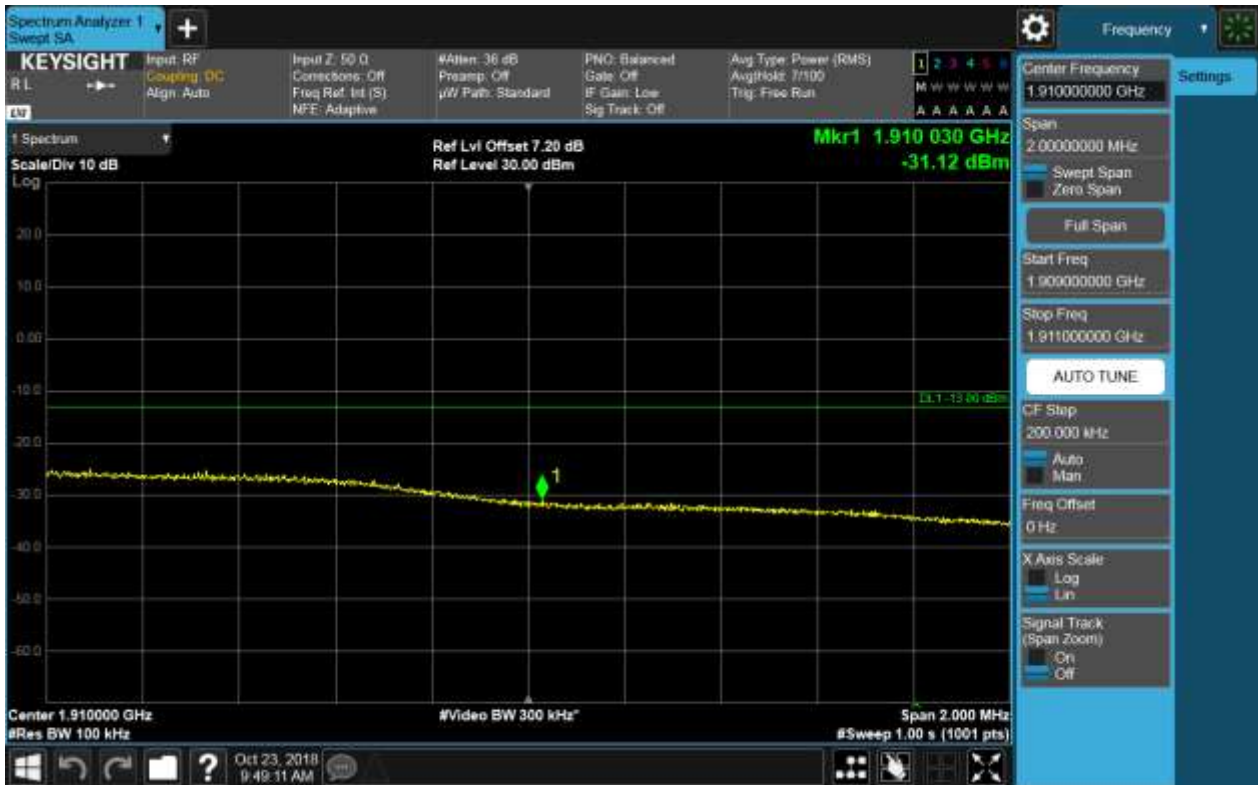 Spectrum Analyzer 1
Swept SA
+
Frequency
KEYSIGHT
R L
Input: RF
Coupling: DC
Align: Auto
Input Z: 50 Ω
Corrections: Off
Freq Ref: Int (S)
NFE: Adaptive
#Atten: 36 dB
Preamp: Off
µW Path: Standard
PNO: Balanced
Gate: Off
IF Gain: Low
Sig Track: Off
Avg Type: Power (RMS)
Avg|Hold: 7/100
Trig: Free Run
1 2 3 4 5 6
M W W W W W
A A A A A A
Center Frequency
1.910000000 GHz
Settings
Span
2.00000000 MHz
Swept Span
Zero Span
Full Span
Start Freq
1.909000000 GHz
Stop Freq
1.911000000 GHz
AUTO TUNE
CF Step
200.000 kHz
Auto
Man
Freq Offset
0 Hz
X Axis Scale
Log
Lin
Signal Track
(Span Zoom)
On
Off
1 Spectrum
Scale/Div 10 dB
Ref Lvl Offset 7.20 dB
Ref Level 30.00 dBm
Mkr1 1.910 030 GHz
-31.12 dBm
Log
20.0
10.0
0.00
-10.0
DL1 -13.00 dBm
-20.0
1
-30.0
-40.0
-50.0
-60.0
Center 1.910000 GHz
#Video BW 300 kHz*
Span 2.000 MHz
#Res BW 100 kHz
#Sweep 1.00 s (1001 pts)
?
Oct 23, 2018
9:49:11 AM